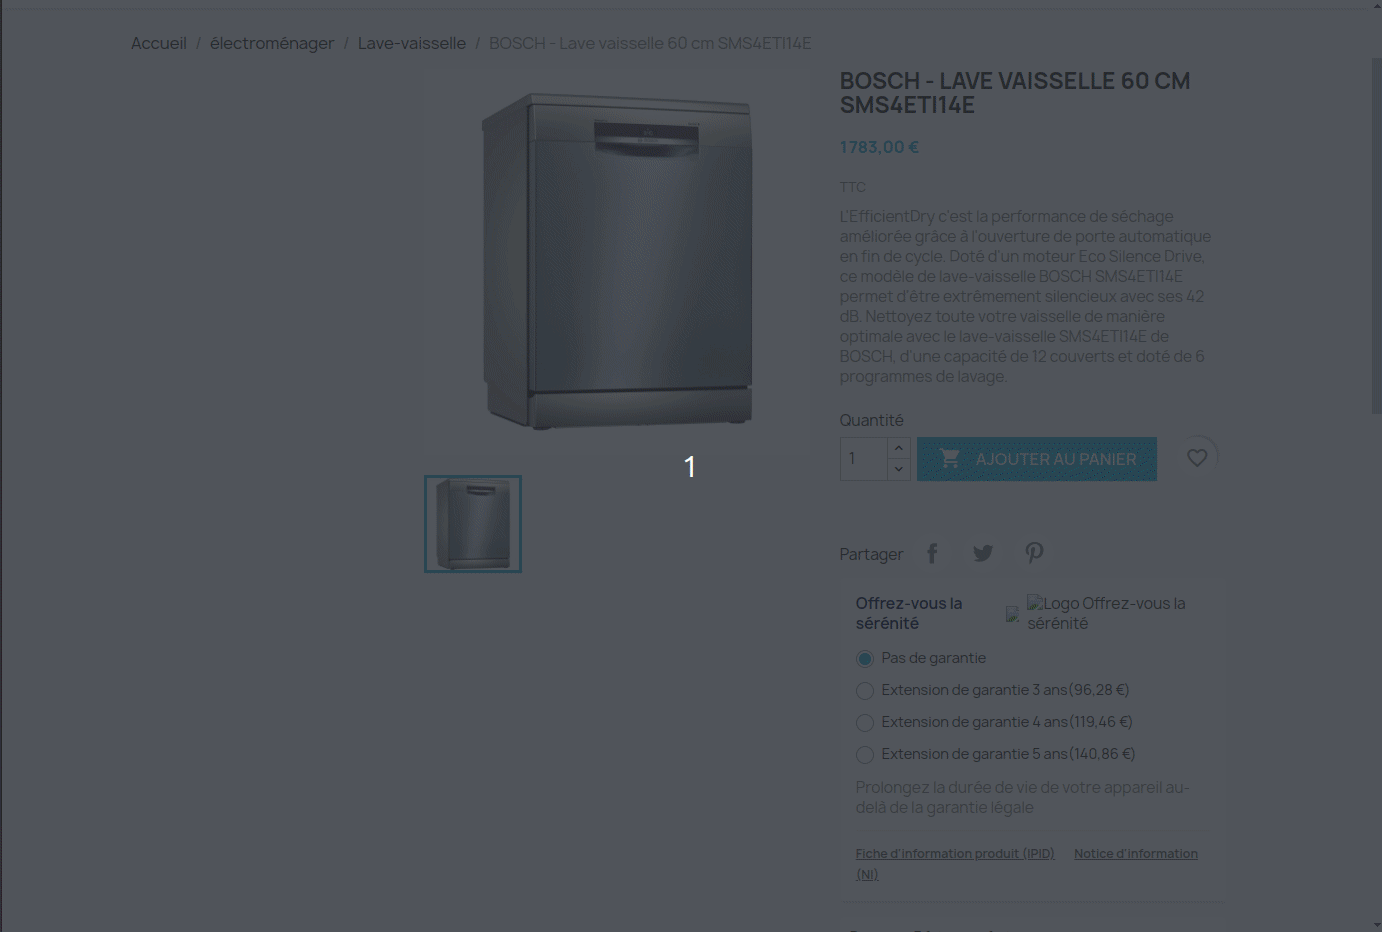 Accueil / électroménager / Lave-vaisselle / BOSCH - Lave vaisselle 60 cm SMS4ETI14E
BOSCH - LAVE VAISSELLE 60 CM
SMS4ETI14E
1 783,00 €
TTC
L'EfficientDry c'est la performance de séchage
améliorée grâce à l'ouverture de porte automatique
en fin de cycle. Doté d'un moteur Eco Silence Drive,
ce modèle de lave-vaisselle BOSCH SMS4ETI14E
permet d'être extrêmement silencieux avec ses 42
dB. Nettoyez toute votre vaisselle de manière
optimale avec le lave-vaisselle SMS4ETI14E de
BOSCH, d'une capacité de 12 couverts et doté de 6
programmes de lavage.
Quantité
1
AJOUTER AU PANIER
1
Partager
Offrez-vous la
sérénité
Logo Offrez-vous la
sérénité
Pas de garantie
Extension de garantie 3 ans(96,28 €)
Extension de garantie 4 ans(119,46 €)
Extension de garantie 5 ans(140,86 €)
Prolongez la durée de vie de votre appareil au-
delà de la garantie légale
Fiche d'information produit (IPID) Notice d'information
(NI)